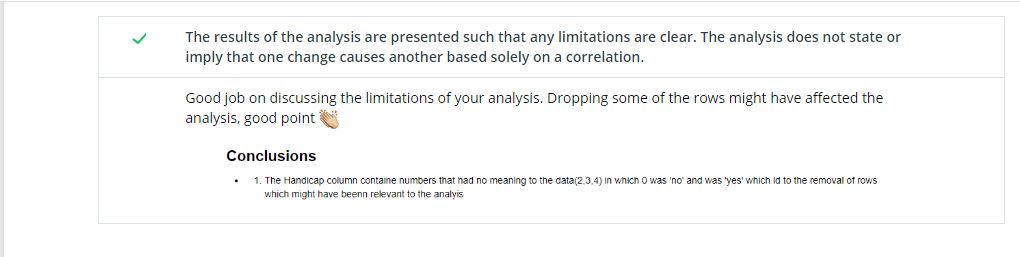 The results of the analysis are presented such that any limitations are clear. The analysis does not state or
imply that one change causes another based solely on a correlation.
Good job on discussing the limitations of your analysis. Dropping some of the rows might have affected the
analysis, good point 👏🏼
Conclusions
• 1. The Handicap column containe numbers that had no meaning to the data(2,3,4) in which 0 was 'no' and was 'yes' which ld to the removal of rows
which might have beenn relevant to the analyis